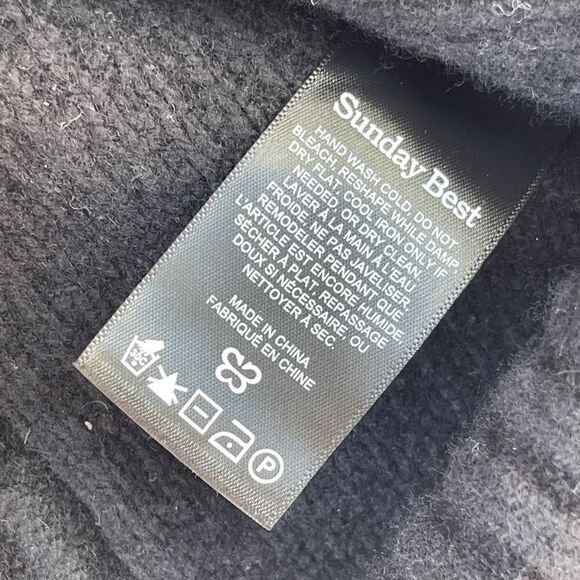 Sunday Best
HAND WASH COLD, DO NOT
BLEACH, RESHAPE WHILE DAMP,
DRY FLAT. COOL IRON ONLY IF
NEEDED, OR DRY CLEAN.
LAVER À LA MAIN À L'EAU
FROIDE, NE PAS JAVELISER,
REMODELER PENDANT QUE
L'ARTICLE EST ENCORE HUMIDE,
SÉCHER À PLAT. REPASSAGE
DOUX SI NÉCESSAIRE, OU
NETTOYER À SEC.
MADE IN CHINA
FABRIQUÉ EN CHINE
P